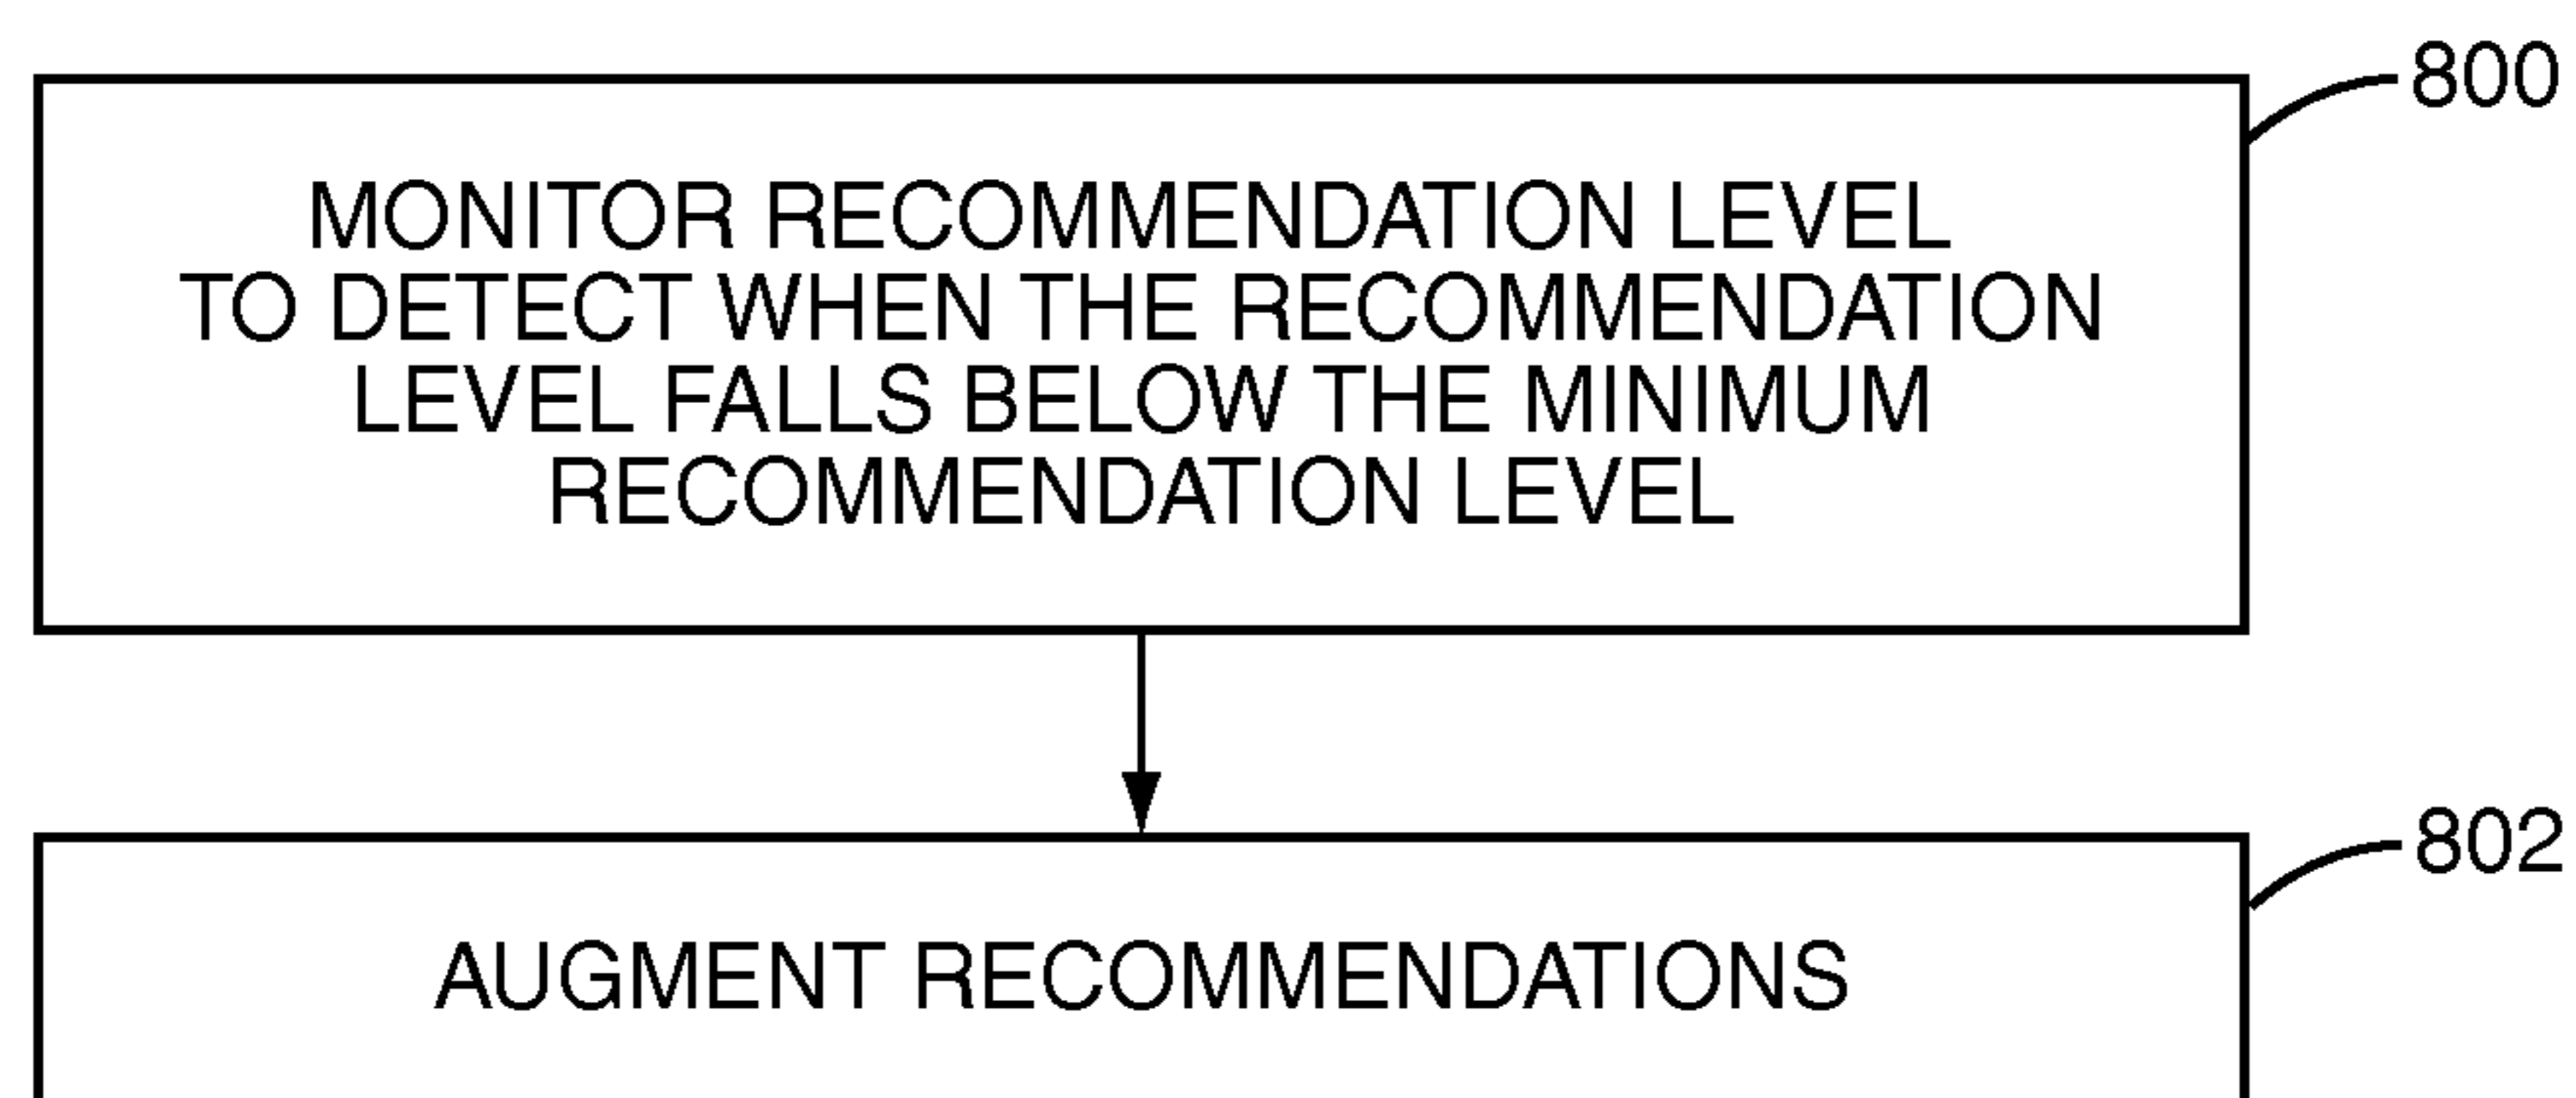 800
MONITOR RECOMMENDATION LEVEL
TO DETECT WHEN THE RECOMMENDATION
LEVEL FALLS BELOW THE MINIMUM
RECOMMENDATION LEVEL
802
AUGMENT RECOMMENDATIONS